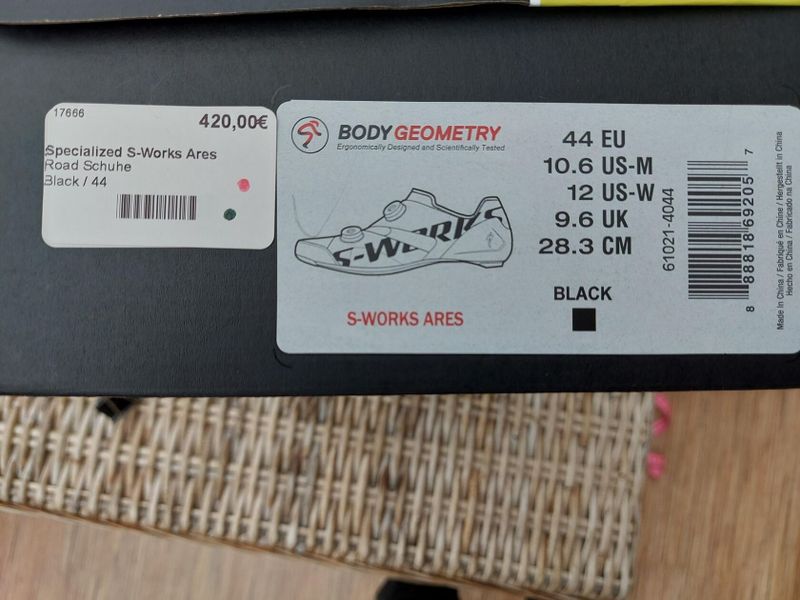 17666
420,00€
Specialized S-Works Ares
Road Schuhe
Black / 44
BODY GEOMETRY
Ergonomically Designed and Scientifically Tested
S-WORKS
S-WORKS ARES
44 EU
10.6 US-M
12 US-W
9.6 UK
28.3 CM
BLACK
61021-4044
8 88818 69205 7
Made in China / Fabriqué en Chine / Hergestellt in China
Hecho en China / Fabricado na China